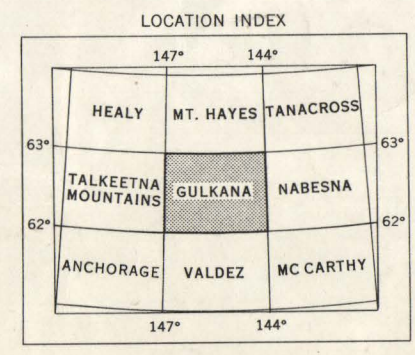 LOCATION INDEX
147° 144°
HEALY MT. HAYES TANACROSS
63° 63°
TALKEETNA
MOUNTAINS GULKANA NABESNA
62° 62°
ANCHORAGE VALDEZ MC CARTHY
147° 144°